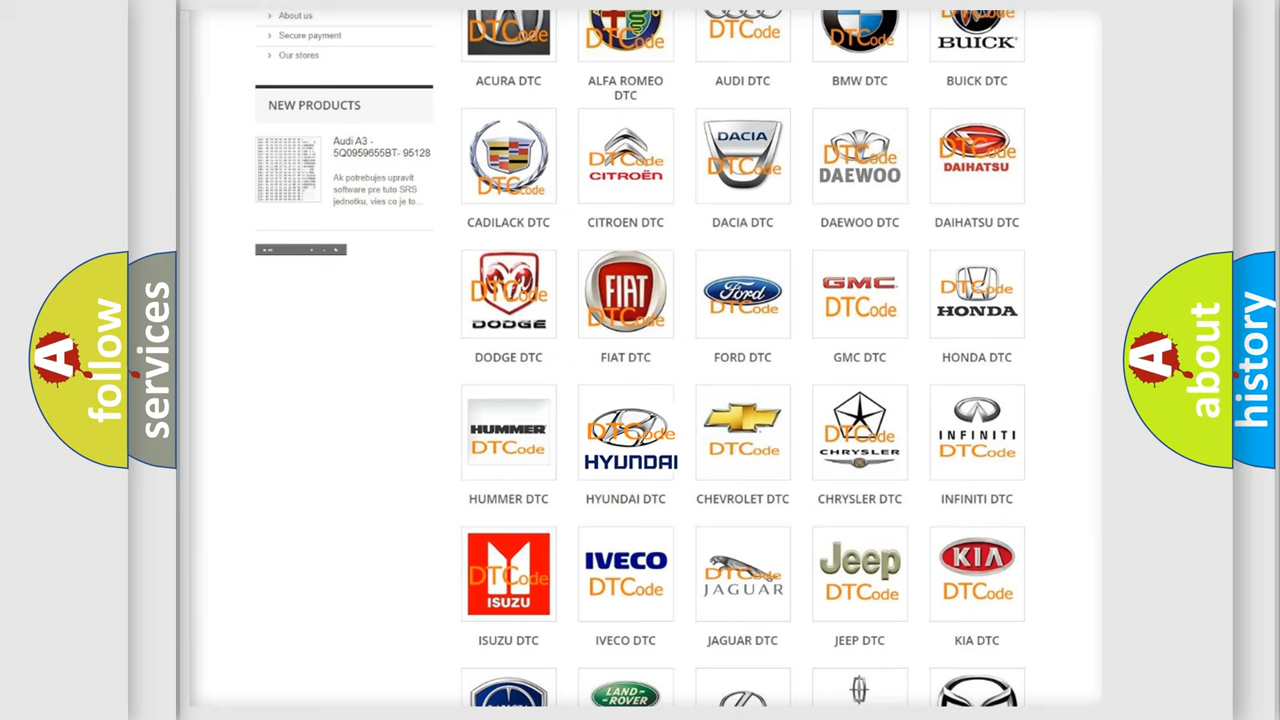 About us
Secure payment
Our stores
NEW PRODUCTS
Audi A3 -
5Q0959655BT- 95128
Ak potrebujes upravit
software pre tuto SRS
jednotku, vies co je to...
DTCode
DTCode
DTCode
DTCode
BUICK
ACURA DTC
ALFA ROMEO
DTC
AUDI DTC
BMW DTC
BUICK DTC
DTCode
DTCode
CITROËN
DACIA
DTCode
DTCode
DAEWOO
DTCode
DAIHATSU
CADILACK DTC
CITROEN DTC
DACIA DTC
DAEWOO DTC
DAIHATSU DTC
DTCode
DODGE
FIAT
DTCode
Ford
DTCode
GMC
DTCode
DTCode
HONDA
DODGE DTC
FIAT DTC
FORD DTC
GMC DTC
HONDA DTC
HUMMER
DTCode
DTCode
HYUNDAI
DTCode
DTCode
CHRYSLER
INFINITI
DTCode
HUMMER DTC
HYUNDAI DTC
CHEVROLET DTC
CHRYSLER DTC
INFINITI DTC
DTCode
ISUZU
IVECO
DTCode
DTCode
JAGUAR
Jeep
DTCode
KIA
DTCode
ISUZU DTC
IVECO DTC
JAGUAR DTC
JEEP DTC
KIA DTC
LAND-
ROVER
A
follow
services
A
about
history